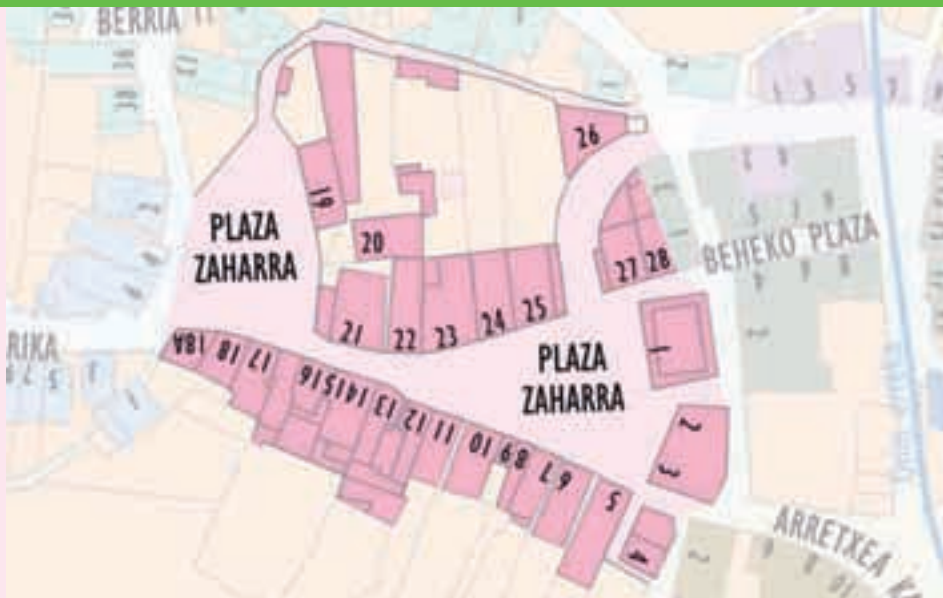 BERRIA
26
19
PLAZA
ZAHARRA
20
BEHEKO PLAZA
27 28
21 22 23 24 25
RIKA
18A 18 17 16 15 14 13 12 11 10 9 8 7 6 5
PLAZA
ZAHARRA
1
2
3
4
ARRETXEA